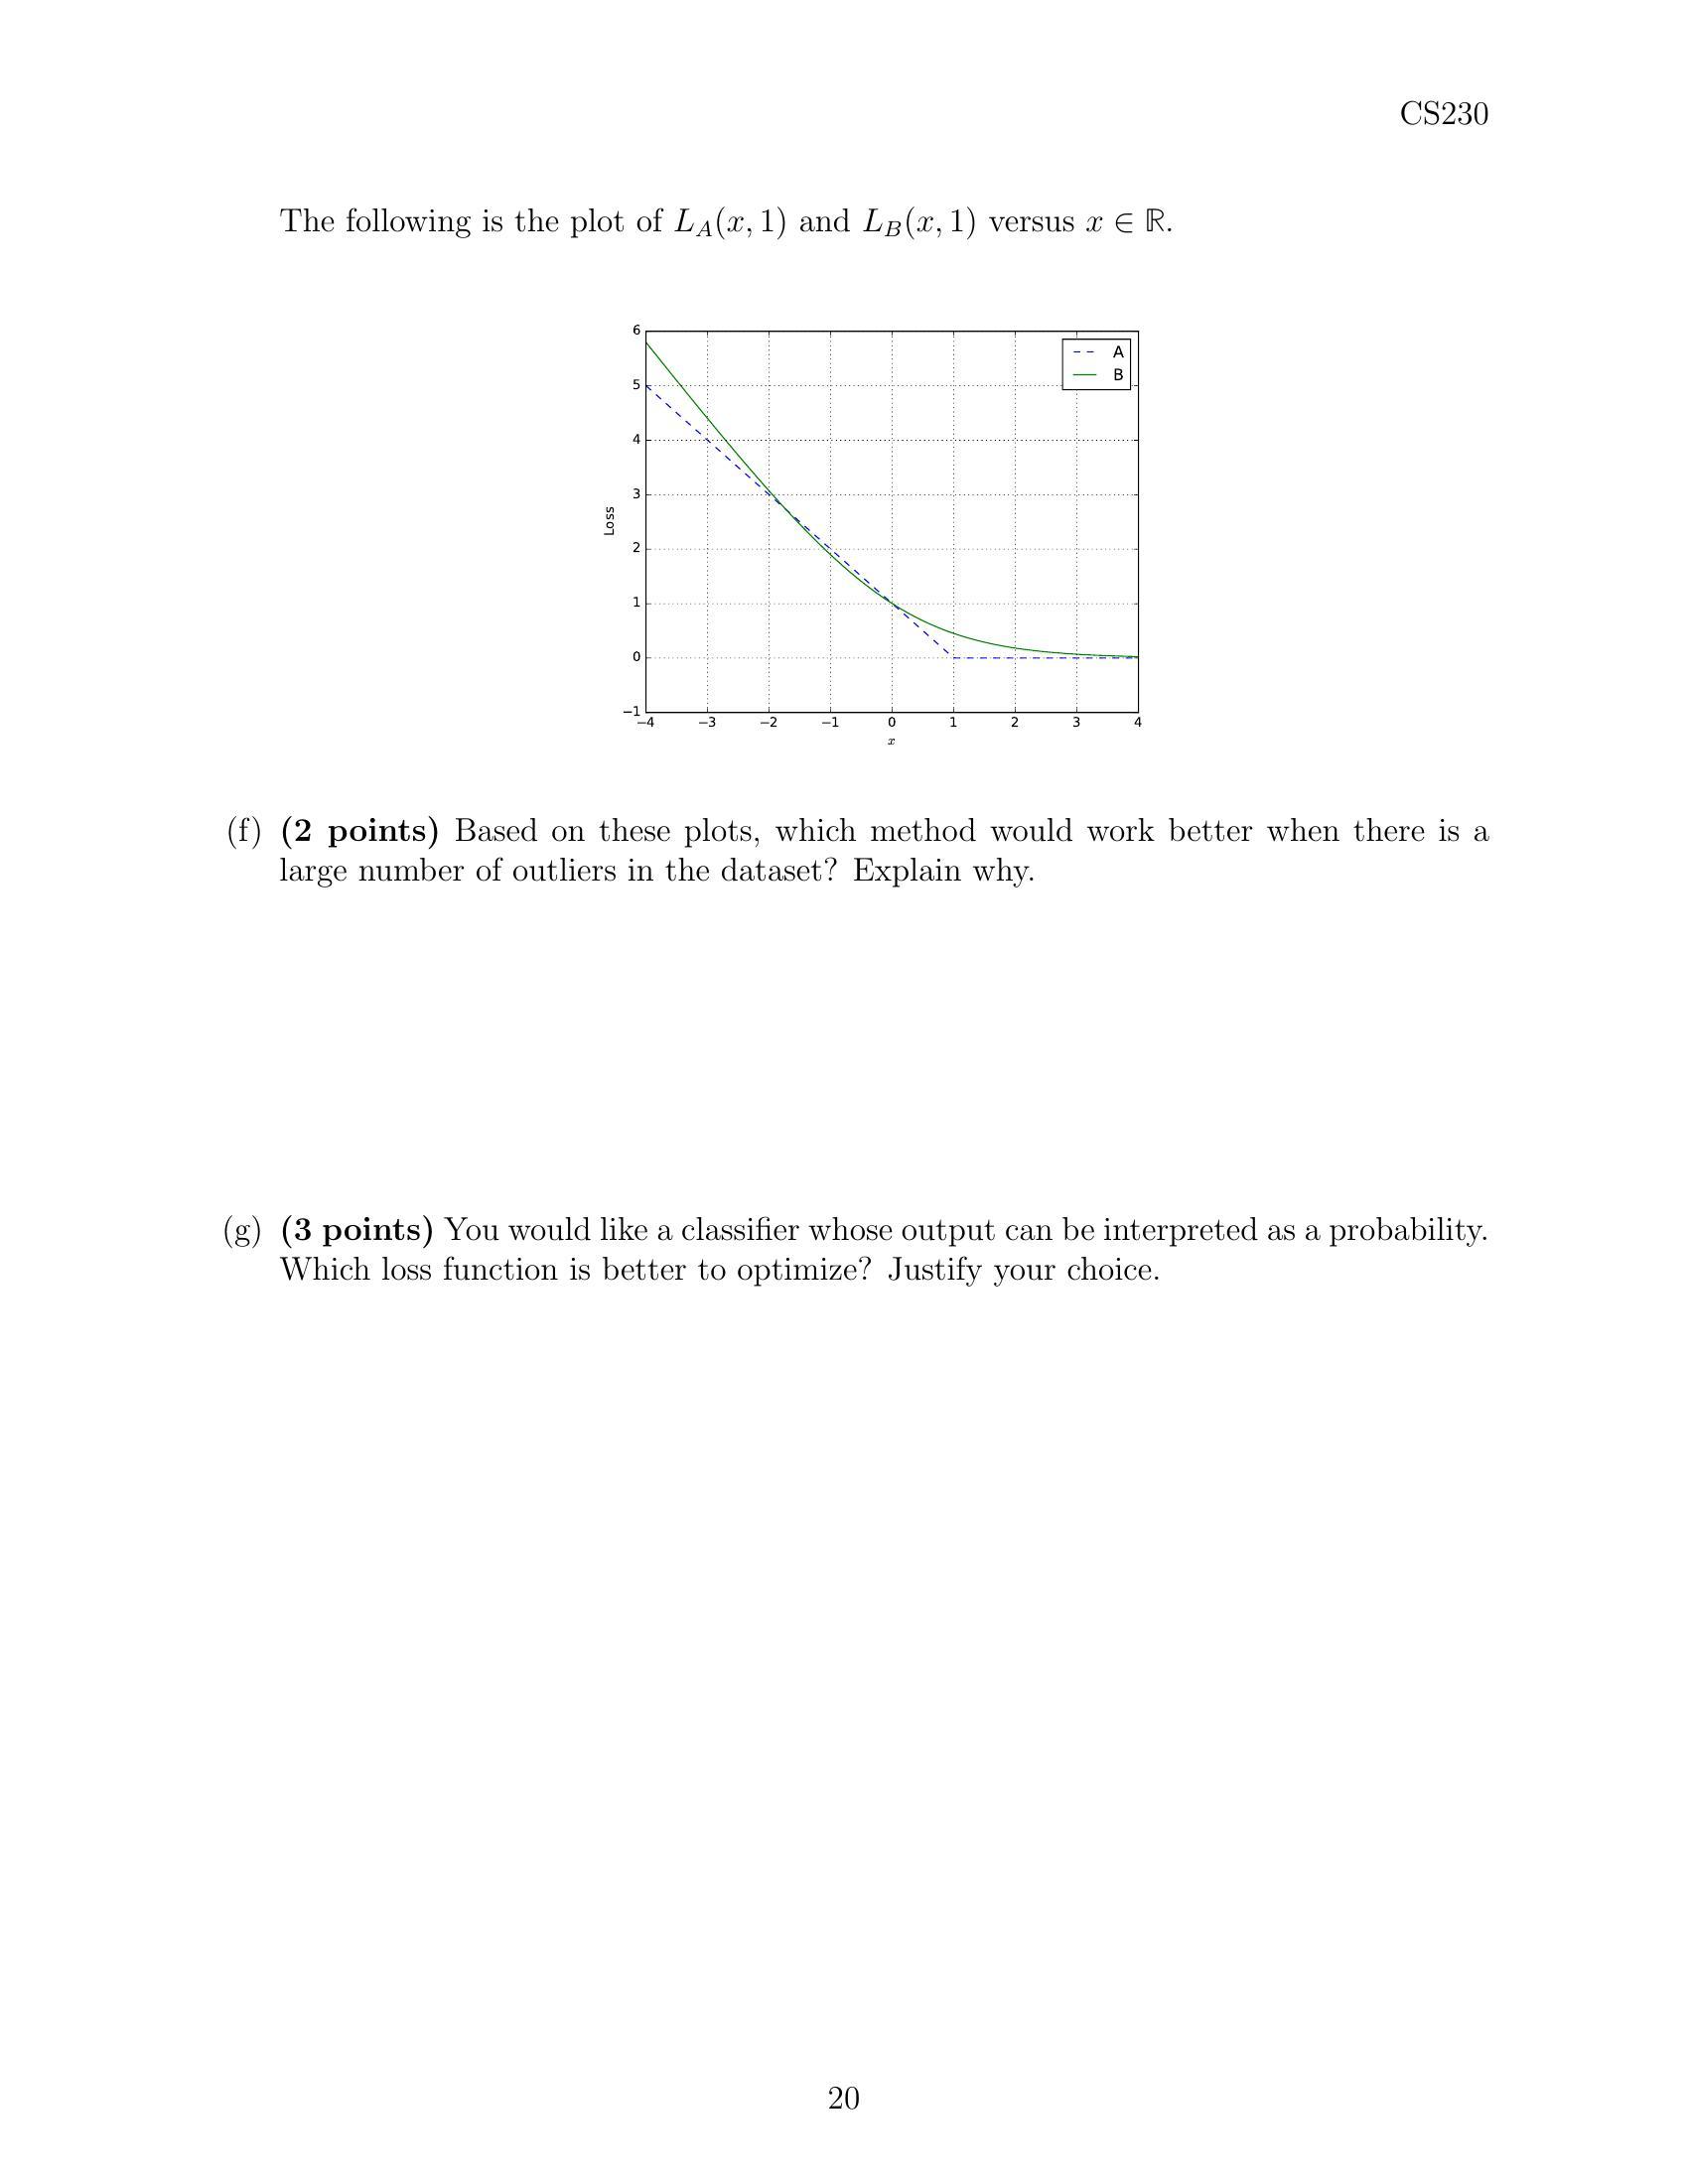 CS230
The following is the plot of L_A(x, 1) and L_B(x, 1) versus x ∈ ℝ.
6
A
B
5
4
3
Loss
2
1
0
−1
−4 −3 −2 −1 0 1 2 3 4
x
(f) (2 points) Based on these plots, which method would work better when there is a
large number of outliers in the dataset? Explain why.
(g) (3 points) You would like a classifier whose output can be interpreted as a probability.
Which loss function is better to optimize? Justify your choice.
20